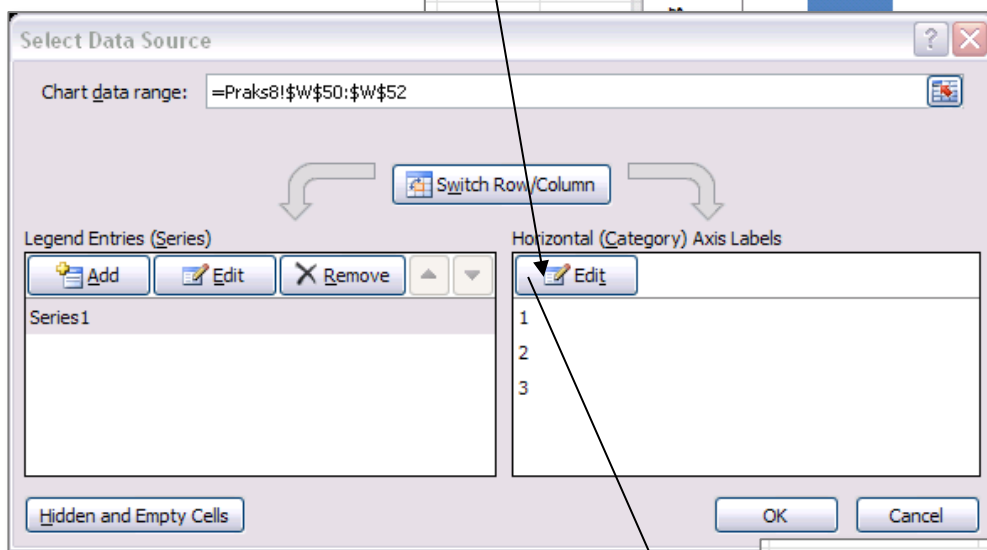 Select Data Source
?
Chart data range: =Praks8!$W$50:$W$52
Switch Row/Column
Legend Entries (Series)
Add Edit Remove
Series1
Horizontal (Category) Axis Labels
Edit
1
2
3
Hidden and Empty Cells
OK Cancel